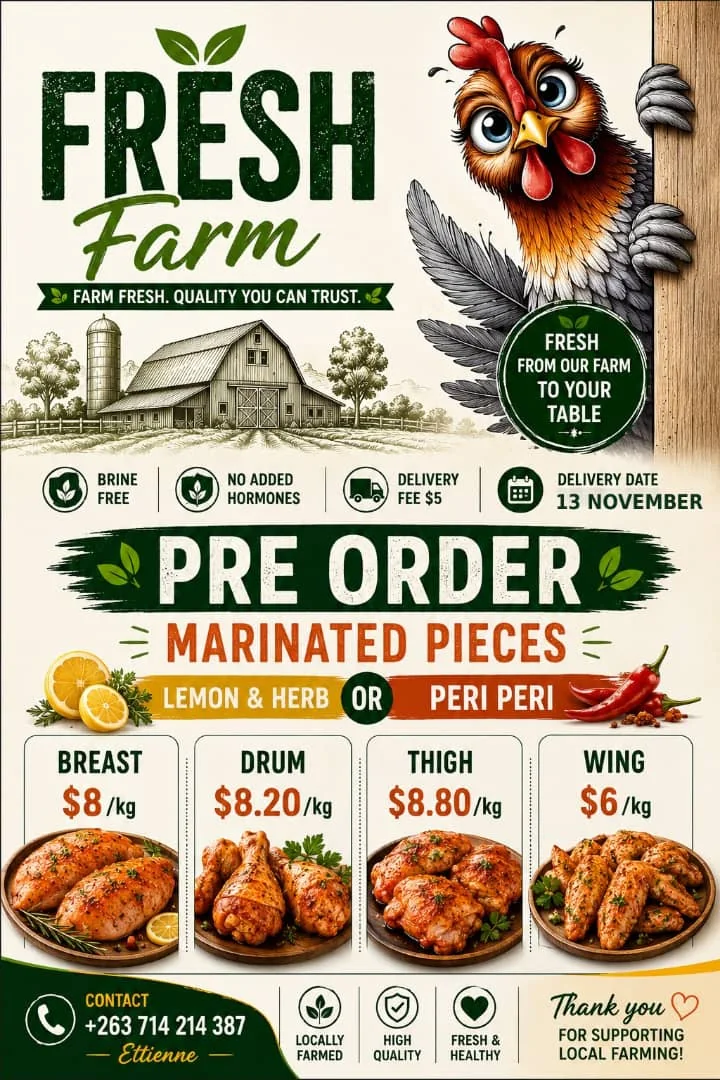 FRESH
Farm
FARM FRESH. QUALITY YOU CAN TRUST.
FRESH
FROM OUR FARM
TO YOUR
TABLE
BRINE
FREE
NO ADDED
HORMONES
DELIVERY
FEE $5
DELIVERY DATE
13 NOVEMBER
PRE ORDER
MARINATED PIECES
LEMON & HERB OR PERI PERI
BREAST
$8/kg
DRUM
$8.20/kg
THIGH
$8.80/kg
WING
$6/kg
CONTACT
+263 714 214 387
Ettienne
LOCALLY
FARMED
HIGH
QUALITY
FRESH &
HEALTHY
Thank you
FOR SUPPORTING
LOCAL FARMING!